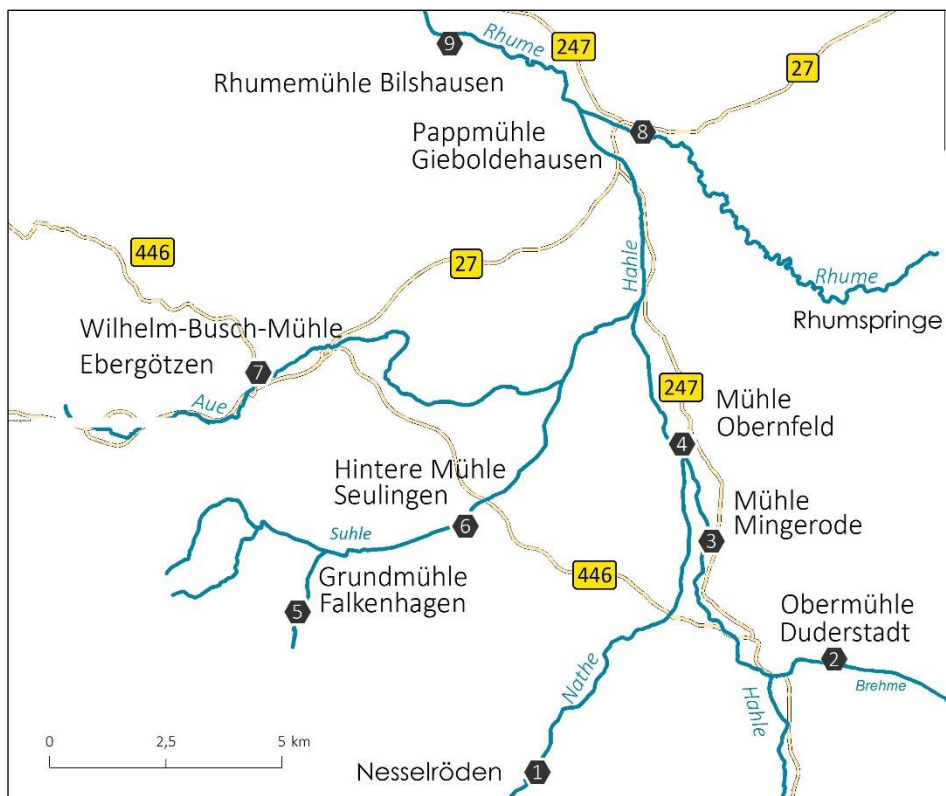 9
Rhume
247
27
Rhumemühle Bilshausen
8
Pappmühle
Gieboldehausen
446
27
Hahle
Rhume
Rhumspringe
Wilhelm-Busch-Mühle
Ebergötzen
7
Aue
247
Mühle
Obernfeld
4
Hintere Mühle
Seulingen
6
Suhle
Mühle
Mingerode
3
Grundmühle
Falkenhagen
5
446
Obermühle
Duderstadt
2
Brehme
Nathe
Hahle
0 2,5 5 km
Nesselröden
1